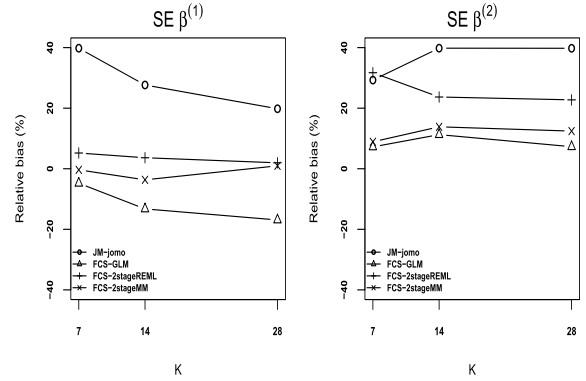 SE β(1)
Relative bias (%)
40
20
0
−20
−40
JM−jomo
FCS−GLM
FCS−2stageREML
FCS−2stageMM
7
14
28
K
SE β(2)
Relative bias (%)
40
20
0
−20
−40
JM−jomo
FCS−GLM
FCS−2stageREML
FCS−2stageMM
7
14
28
K